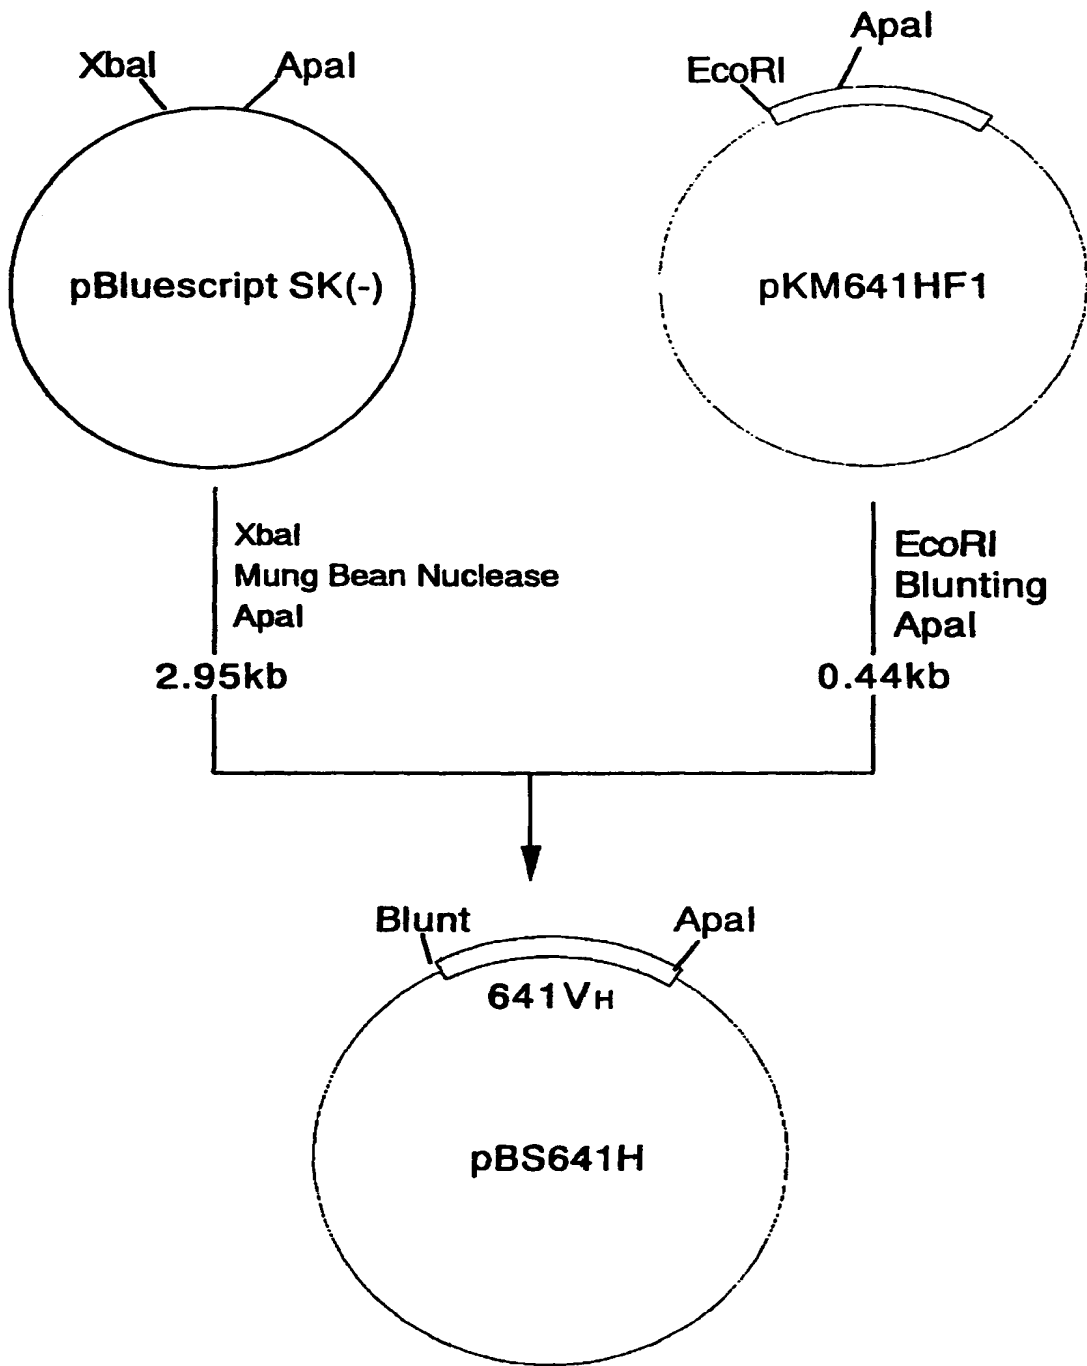 XbaI
ApaI
pBluescript SK(-)
EcoRI
ApaI
pKM641HF1
XbaI
Mung Bean Nuclease
ApaI
2.95kb
EcoRI
Blunting
ApaI
0.44kb
Blunt
ApaI
641VH
pBS641H